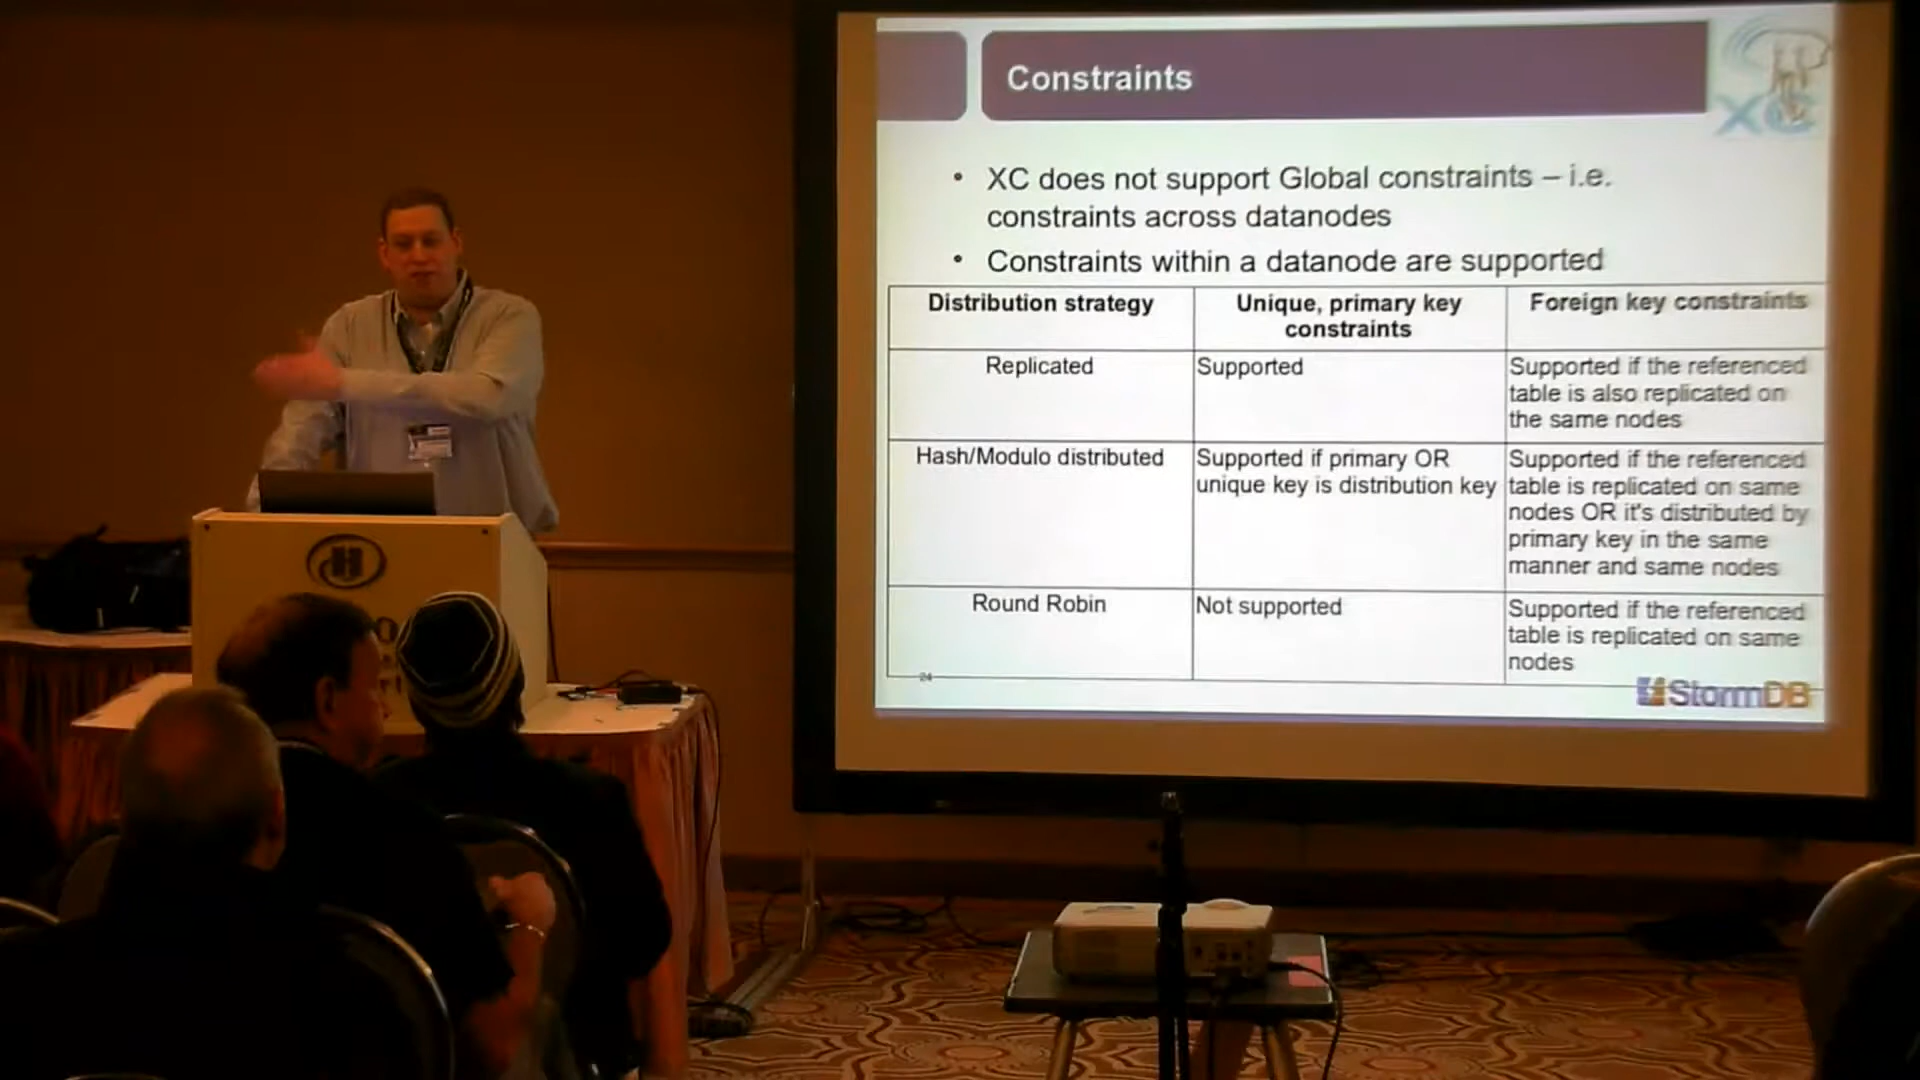 Constraints
XC
• XC does not support Global constraints – i.e.
constraints across datanodes
• Constraints within a datanode are supported
Distribution strategy
Unique, primary key
constraints
Foreign key constraints
Replicated
Supported
Supported if the referenced
table is also replicated on
the same nodes
Hash/Modulo distributed
Supported if primary OR
unique key is distribution key
Supported if the referenced
table is replicated on same
nodes OR it's distributed by
primary key in the same
manner and same nodes
Round Robin
Not supported
Supported if the referenced
table is replicated on same
nodes
24
StormDB